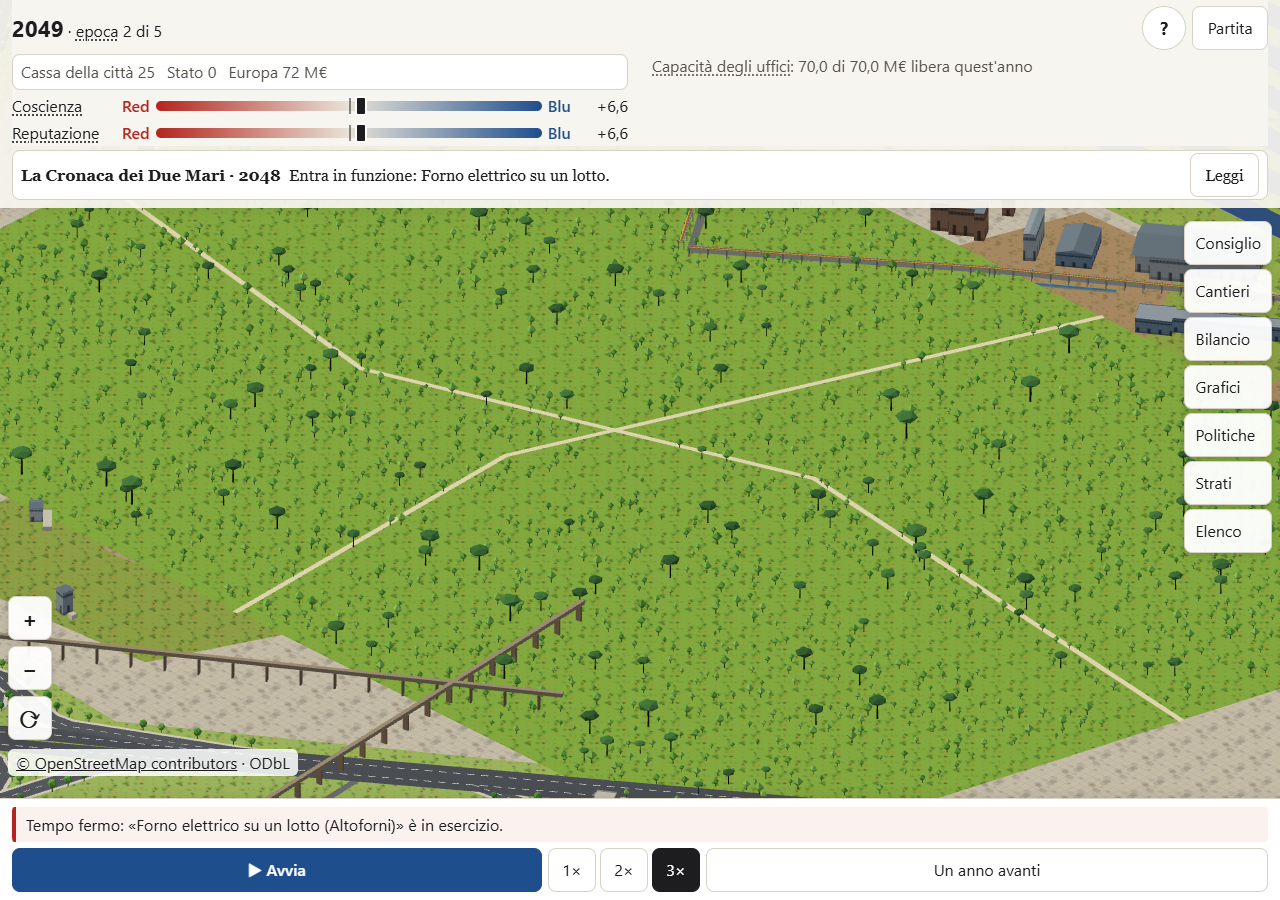 2049 · epoca 2 di 5
?
Partita
Cassa della città 25 Stato 0 Europa 72 M€
Capacità degli uffici: 70,0 di 70,0 M€ libera quest'anno
Coscienza Red Blu +6,6
Reputazione Red Blu +6,6
La Cronaca dei Due Mari · 2048 Entra in funzione: Forno elettrico su un lotto.
Leggi
Consiglio
Cantieri
Bilancio
Grafici
Politiche
Strati
Elenco
+
−
© OpenStreetMap contributors · ODbL
Tempo fermo: «Forno elettrico su un lotto (Altoforni)» è in esercizio.
▶ Avvia
1×
2×
3×
Un anno avanti